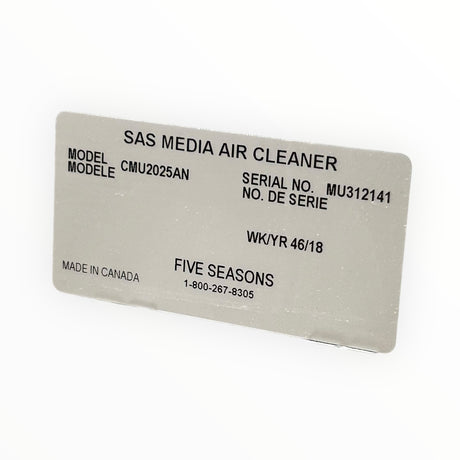 SAS MEDIA AIR CLEANER
MODEL CMU2025AN
MODELE
SERIAL NO. MU312141
NO. DE SERIE
WK/YR 46/18
MADE IN CANADA
FIVE SEASONS
1-800-267-8305